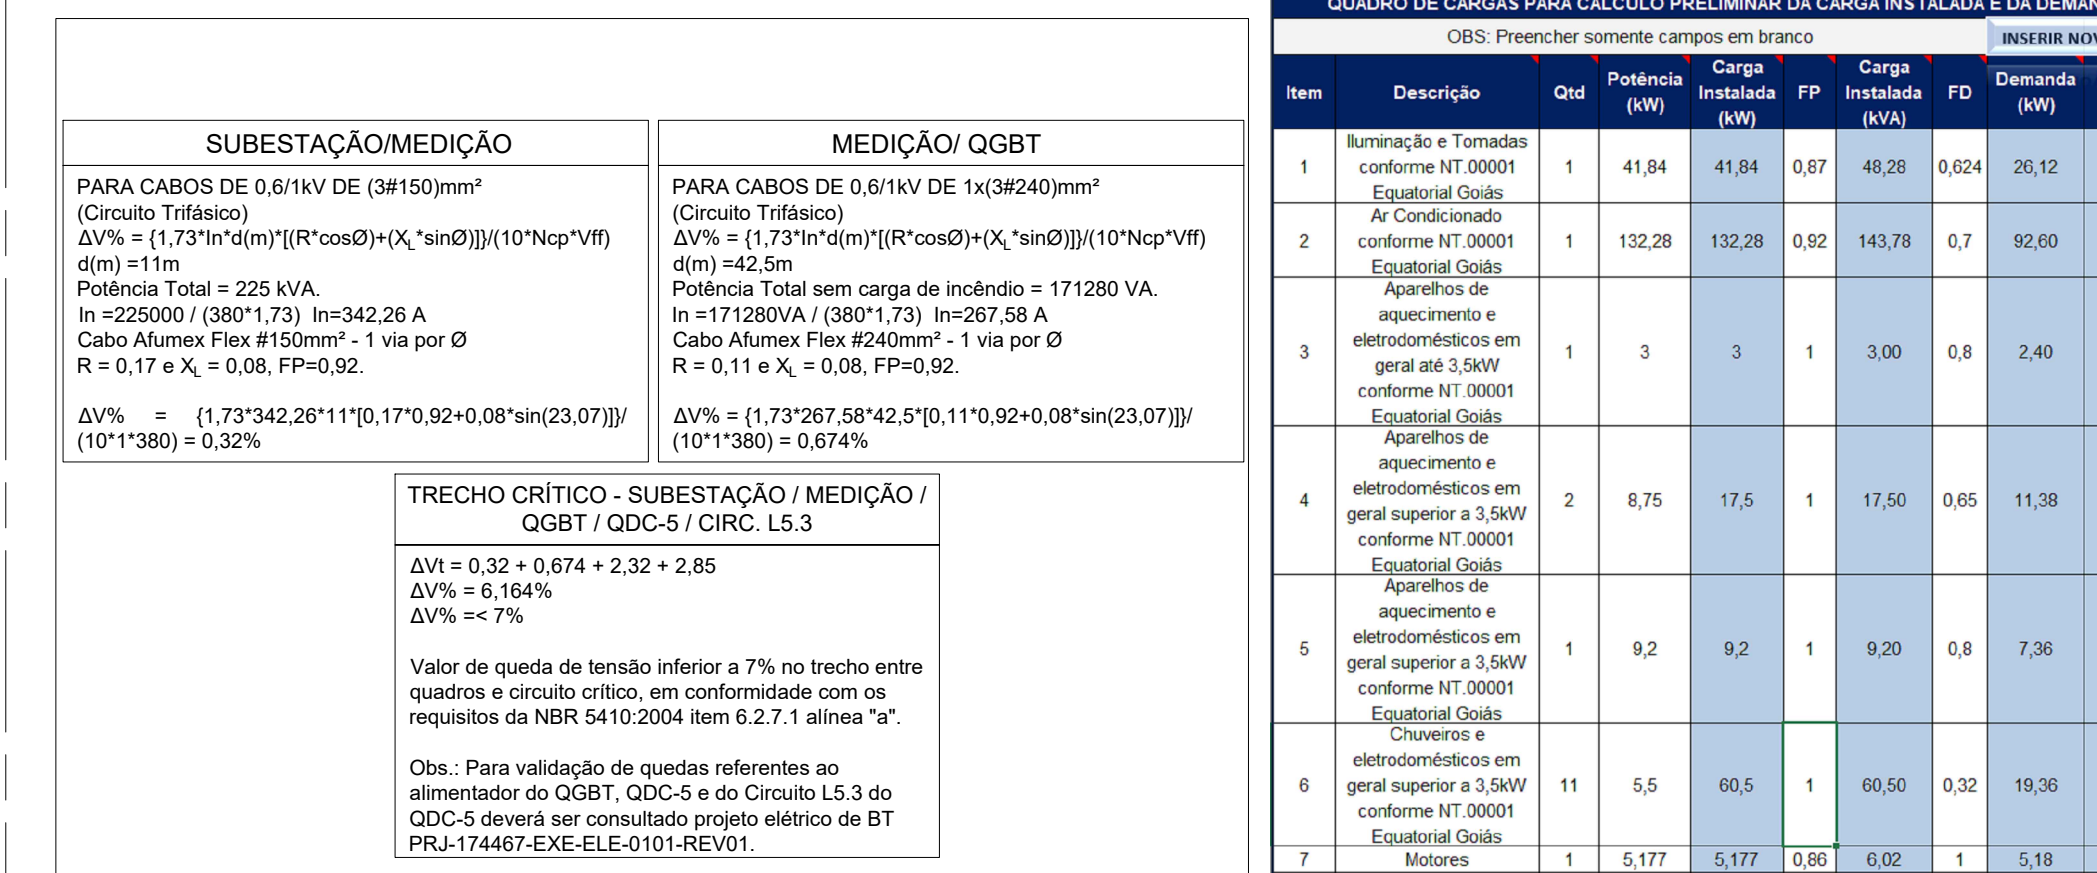 SUBESTAÇÃO/MEDIÇÃO
PARA CABOS DE 0,6/1kV DE (3#150)mm²
(Circuito Trifásico)
ΔV% = {1,73*In*d(m)*[(R*cosØ)+(XL*sinØ)]}/(10*Ncp*Vff)
d(m) =11m
Potência Total = 225 kVA.
In =225000 / (380*1,73)  In=342,26 A
Cabo Afumex Flex #150mm² - 1 via por Ø
R = 0,17 e XL = 0,08, FP=0,92.
ΔV% = {1,73*342,26*11*[0,17*0,92+0,08*sin(23,07)]}/
(10*1*380) = 0,32%
MEDIÇÃO/ QGBT
PARA CABOS DE 0,6/1kV DE 1x(3#240)mm²
(Circuito Trifásico)
ΔV% = {1,73*In*d(m)*[(R*cosØ)+(XL*sinØ)]}/(10*Ncp*Vff)
d(m) =42,5m
Potência Total sem carga de incêndio = 171280 VA.
In =171280VA / (380*1,73)  In=267,58 A
Cabo Afumex Flex #240mm² - 1 via por Ø
R = 0,11 e XL = 0,08, FP=0,92.
ΔV% = {1,73*267,58*42,5*[0,11*0,92+0,08*sin(23,07)]}/
(10*1*380) = 0,674%
TRECHO CRÍTICO - SUBESTAÇÃO / MEDIÇÃO /
QGBT / QDC-5 / CIRC. L5.3
ΔVt = 0,32 + 0,674 + 2,32 + 2,85
ΔV% = 6,164%
ΔV% =< 7%
Valor de queda de tensão inferior a 7% no trecho entre
quadros e circuito crítico, em conformidade com os
requisitos da NBR 5410:2004 item 6.2.7.1 alínea "a".
Obs.: Para validação de quedas referentes ao
alimentador do QGBT, QDC-5 e do Circuito L5.3 do
QDC-5 deverá ser consultado projeto elétrico de BT
PRJ-174467-EXE-ELE-0101-REV01.
QUADRO DE CARGAS PARA CÁLCULO PRELIMINAR DA CARGA INSTALADA E DA DEMAN
OBS: Preencher somente campos em branco
INSERIR NOV
Item Descrição Qtd Potência (kW) Carga Instalada (kW) FP Carga Instalada (kVA) FD Demanda (kW)
1 Iluminação e Tomadas conforme NT.00001 Equatorial Goiás 1 41,84 41,84 0,87 48,28 0,624 26,12
2 Ar Condicionado conforme NT.00001 Equatorial Goiás 1 132,28 132,28 0,92 143,78 0,7 92,60
3 Aparelhos de aquecimento e eletrodomésticos em geral até 3,5kW conforme NT.00001 Equatorial Goiás 1 3 3 1 3,00 0,8 2,40
4 Aparelhos de aquecimento e eletrodomésticos em geral superior a 3,5kW conforme NT.00001 Equatorial Goiás 2 8,75 17,5 1 17,50 0,65 11,38
5 Aparelhos de aquecimento e eletrodomésticos em geral superior a 3,5kW conforme NT.00001 Equatorial Goiás 1 9,2 9,2 1 9,20 0,8 7,36
6 Chuveiros e eletrodomésticos em geral superior a 3,5kW conforme NT.00001 Equatorial Goiás 11 5,5 60,5 1 60,50 0,32 19,36
7 Motores 1 5,177 5,177 0,86 6,02 1 5,18